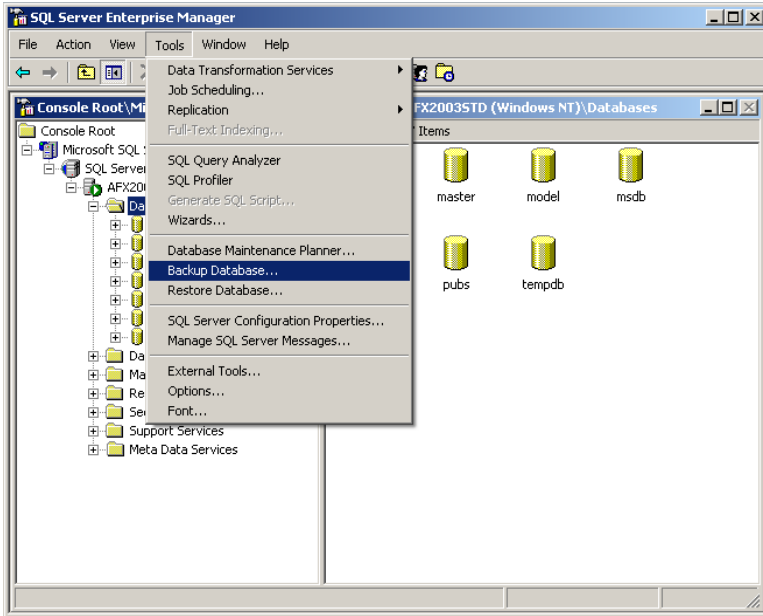 SQL Server Enterprise Manager
File Action View Tools Window Help
Console Root\Mi
FX2003STD (Windows NT)\Databases
Console Root
Items
Microsoft SQL
SQL Server
AFX200
Da
Da
Ma
Re
Se
Support Services
Meta Data Services
Data Transformation Services
Job Scheduling...
Replication
Full-Text Indexing...
SQL Query Analyzer
SQL Profiler
Generate SQL Script...
Wizards...
Database Maintenance Planner...
Backup Database...
Restore Database...
SQL Server Configuration Properties...
Manage SQL Server Messages...
External Tools...
Options...
Font...
master model msdb
pubs tempdb